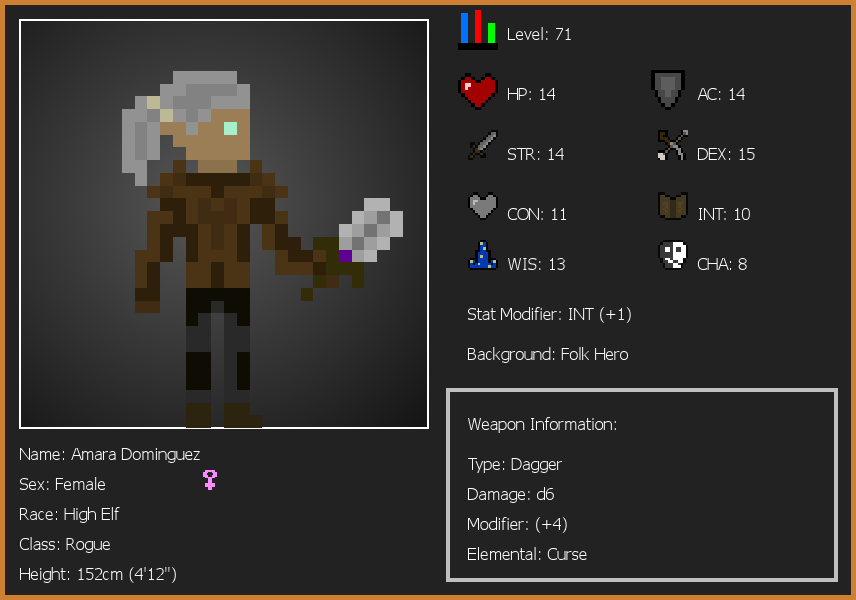 Level: 71
HP: 14
AC: 14
STR: 14
DEX: 15
CON: 11
INT: 10
WIS: 13
CHA: 8
Stat Modifier: INT (+1)
Background: Folk Hero
Weapon Information:
Type: Dagger
Damage: d6
Modifier: (+4)
Elemental: Curse
Name: Amara Dominguez
Sex: Female
Race: High Elf
Class: Rogue
Height: 152cm (4'12")